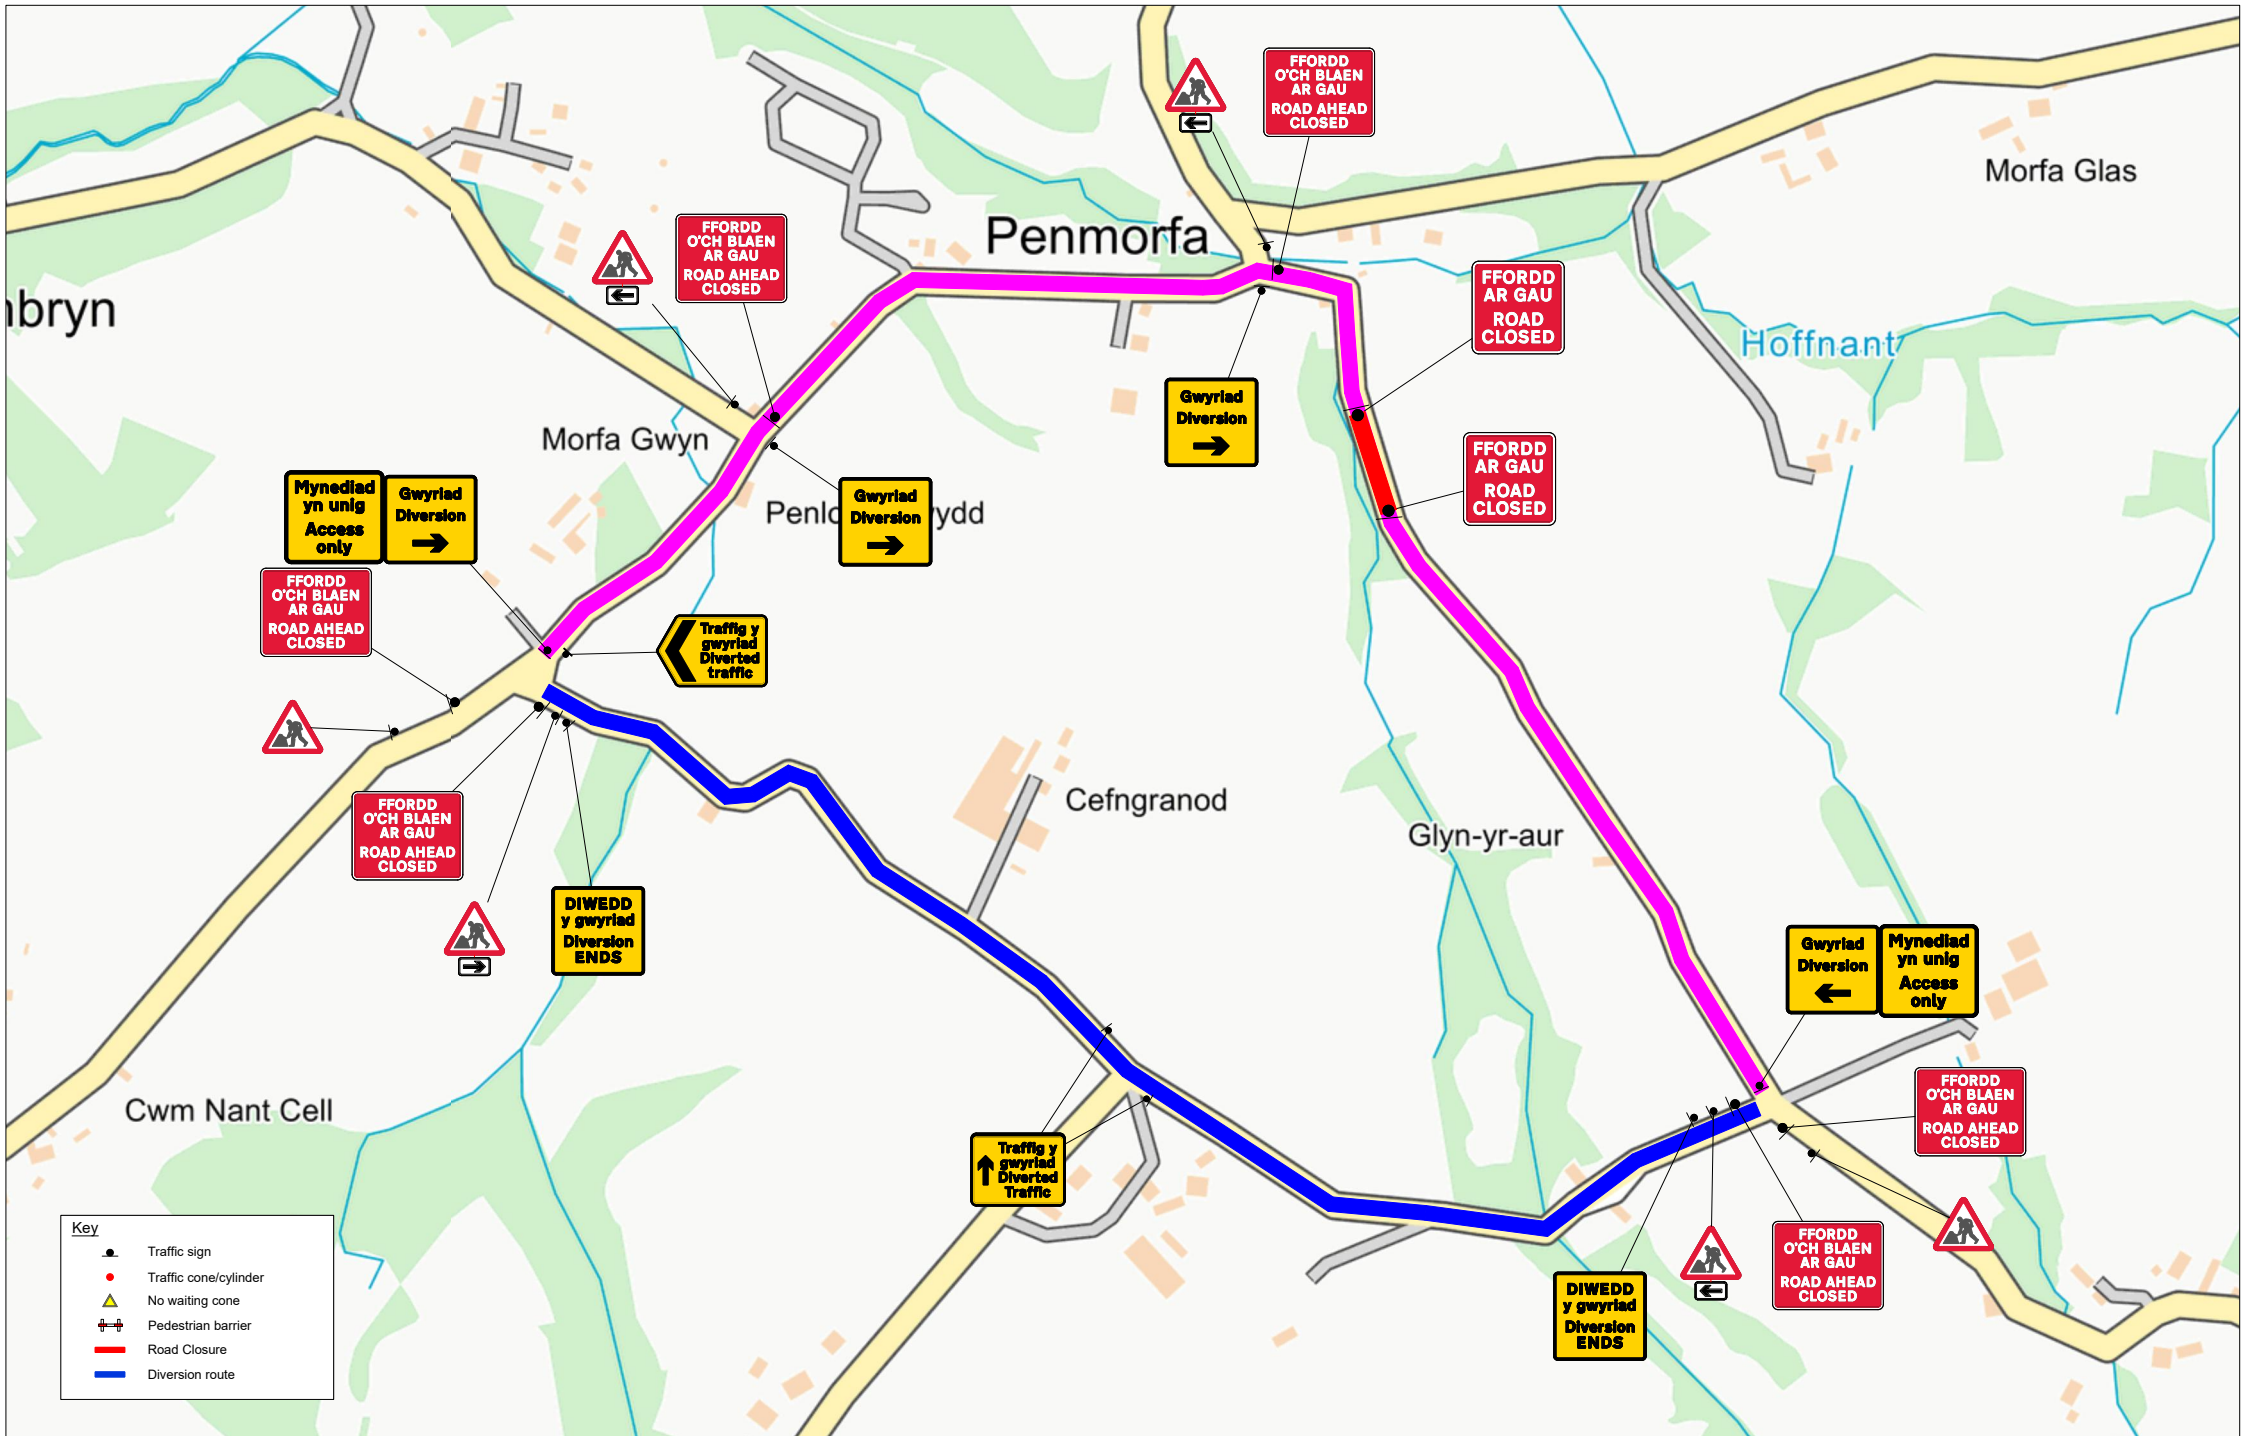 FFORDD
O'CH BLAEN
AR GAU
ROAD AHEAD
CLOSED
Morfa Glas
Penmorfa
FFORDD
O'CH BLAEN
AR GAU
ROAD AHEAD
CLOSED
nbryn
FFORDD
AR GAU
ROAD
CLOSED
Hoffnant
Gwyriad
Diversion
Morfa Gwyn
FFORDD
AR GAU
ROAD
CLOSED
Mynediad
yn unig
Access
only
Gwyriad
Diversion
Penlo
Gwyriad
Diversion
wydd
FFORDD
O'CH BLAEN
AR GAU
ROAD AHEAD
CLOSED
Traffig y
gwyriad
Diverted
traffic
Cefngranod
FFORDD
O'CH BLAEN
AR GAU
ROAD AHEAD
CLOSED
Glyn-yr-aur
DIWEDD
y gwyriad
Diversion
ENDS
Gwyriad
Diversion
Mynediad
yn unig
Access
only
Cwm Nant Cell
FFORDD
O'CH BLAEN
AR GAU
ROAD AHEAD
CLOSED
Traffig y
gwyriad
Diverted
Traffic
FFORDD
O'CH BLAEN
AR GAU
ROAD AHEAD
CLOSED
DIWEDD
y gwyriad
Diversion
ENDS
Key
Traffic sign
Traffic cone/cylinder
No waiting cone
Pedestrian barrier
Road Closure
Diversion route